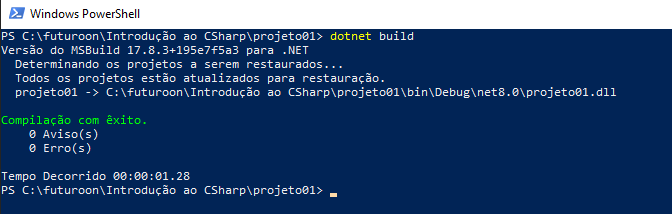 Windows PowerShell
PS C:\futuroon\Introdução ao CSharp\projeto01> dotnet build
Versão do MSBuild 17.8.3+195e7f5a3 para .NET
  Determinando os projetos a serem restaurados...
  Todos os projetos estão atualizados para restauração.
  projeto01 -> C:\futuroon\Introdução ao CSharp\projeto01\bin\Debug\net8.0\projeto01.dll
Compilação com êxito.
    0 Aviso(s)
    0 Erro(s)
Tempo Decorrido 00:00:01.28
PS C:\futuroon\Introdução ao CSharp\projeto01>